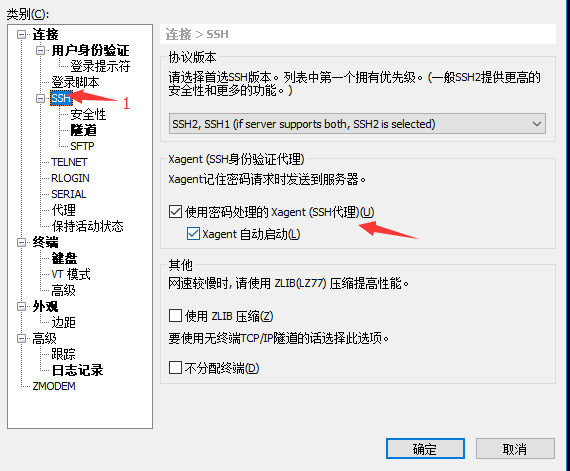 类别(C):
连接
用户身份验证
登录提示符
登录脚本
SSH
1
安全性
隧道
SFTP
TELNET
RLOGIN
SERIAL
代理
保持活动状态
终端
键盘
VT 模式
高级
外观
边距
高级
跟踪
日志记录
ZMODEM
连接 > SSH
协议版本
请选择首选SSH版本。列表中第一个拥有优先级。(一般SSH2提供更高的
安全性和更多的功能。)
SSH2, SSH1 (if server supports both, SSH2 is selected)
Xagent (SSH身份验证代理)
Xagent记住密码请求时发送到服务器。
使用密码处理的 Xagent (SSH代理)(U)
Xagent 自动启动(L)
其他
网速较慢时, 请使用 ZLIB(LZ77) 压缩提高性能。
使用 ZLIB 压缩(Z)
要使用无终端TCP/IP隧道的话选择此选项。
不分配终端(D)
确定
取消